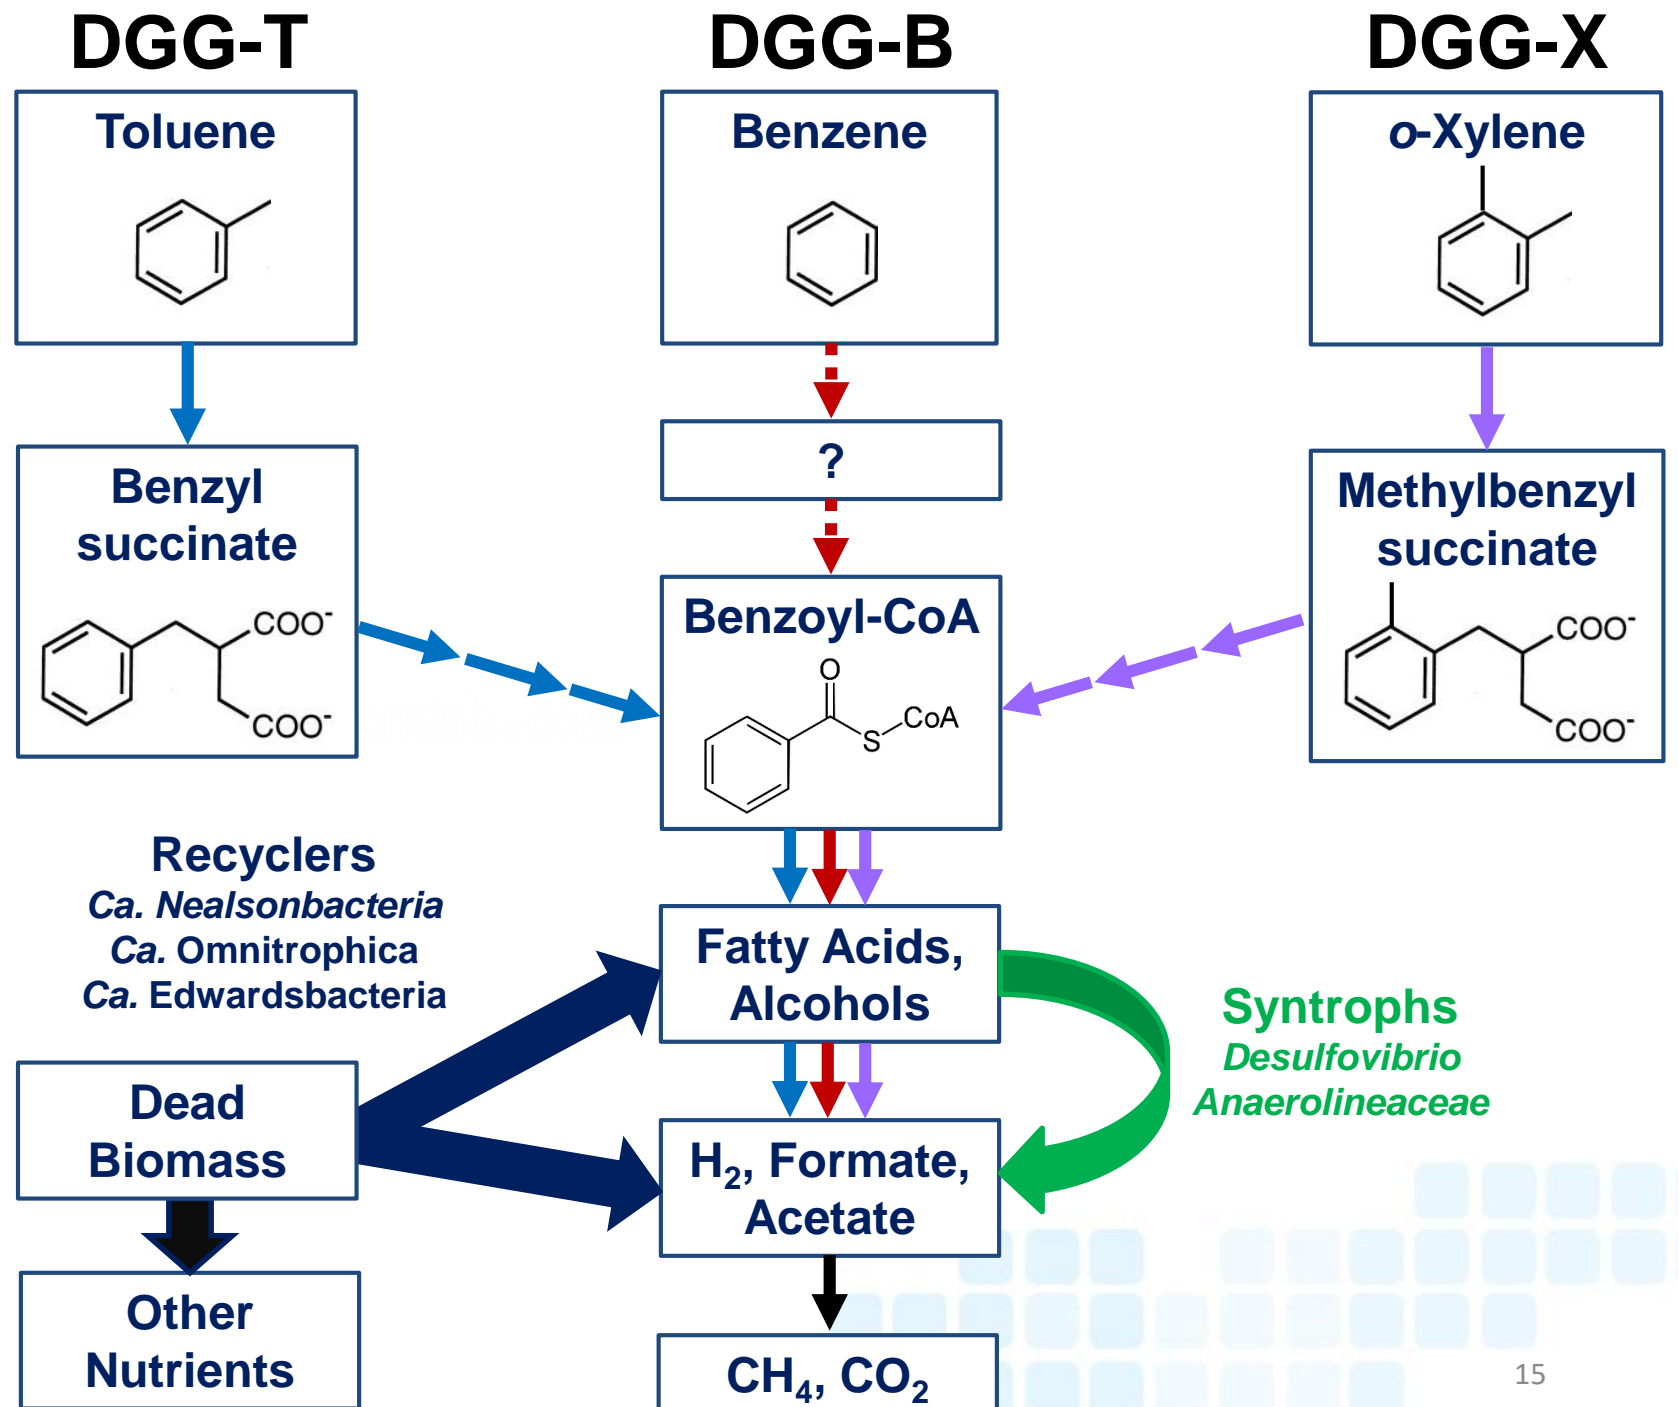 DGG-T
DGG-B
DGG-X
Toluene
Benzene
o-Xylene
?
Benzyl
succinate
COO⁻
COO⁻
Benzoyl-CoA
O
S
CoA
Methylbenzyl
succinate
COO⁻
COO⁻
Recyclers
Ca. Nealsonbacteria
Ca. Omnitrophica
Ca. Edwardsbacteria
Fatty Acids,
Alcohols
Syntrophs
Desulfovibrio
Anaerolineaceae
Dead
Biomass
H₂, Formate,
Acetate
Other
Nutrients
CH₄, CO₂
15